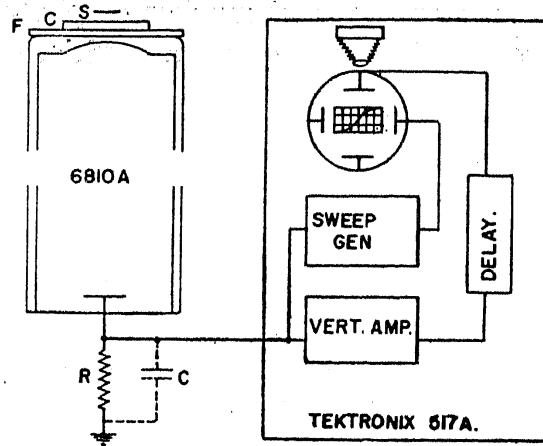 F C S
6810A
R
C
SWEEP
GEN
VERT. AMP.
DELAY.
TEKTRONIX 517A.